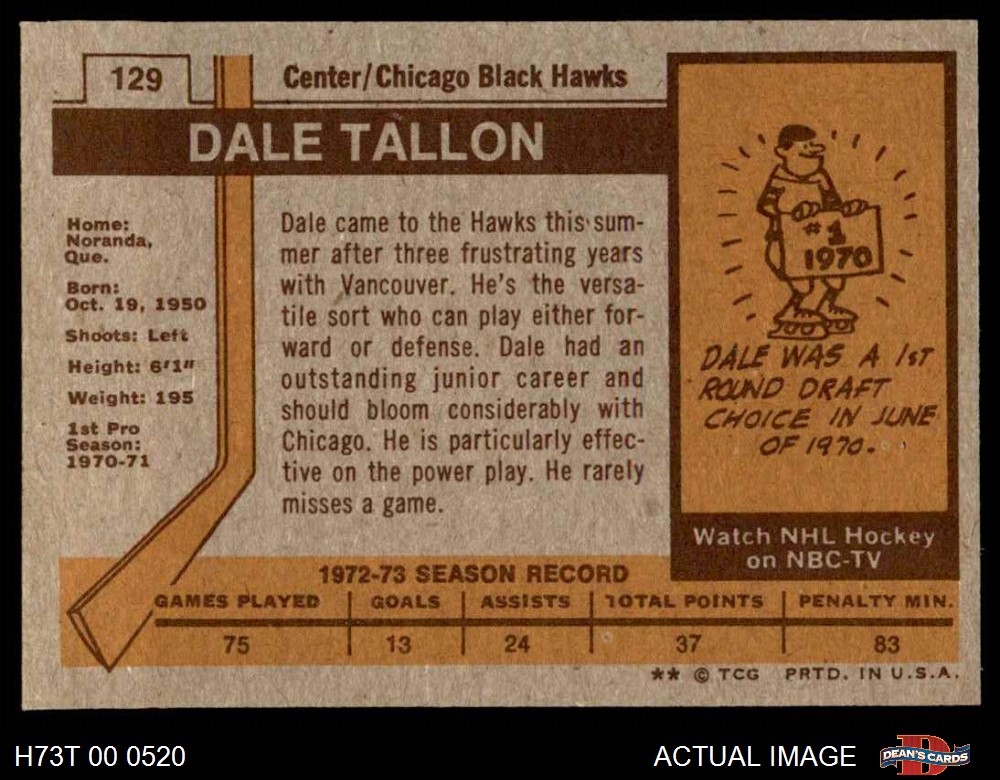 129
Center/Chicago Black Hawks
DALE TALLON
Home:
Noranda,
Que.
Born:
Oct. 19, 1950
Shoots: Left
Height: 6'1"
Weight: 195
1st Pro
Season:
1970-71
Dale came to the Hawks this sum-
mer after three frustrating years
with Vancouver. He's the versa-
tile sort who can play either for-
ward or defense. Dale had an
outstanding junior career and
should bloom considerably with
Chicago. He is particularly effec-
tive on the power play. He rarely
misses a game.
#1
1970
DALE WAS A 1ST
ROUND DRAFT
CHOICE IN JUNE
OF 1970.
Watch NHL Hockey
on NBC-TV
1972-73 SEASON RECORD
GAMES PLAYED GOALS ASSISTS TOTAL POINTS PENALTY MIN.
75 13 24 37 83
** © TCG PRTD. IN U.S.A.
H73T 00 0520
ACTUAL IMAGE
DEAN'S CARDS